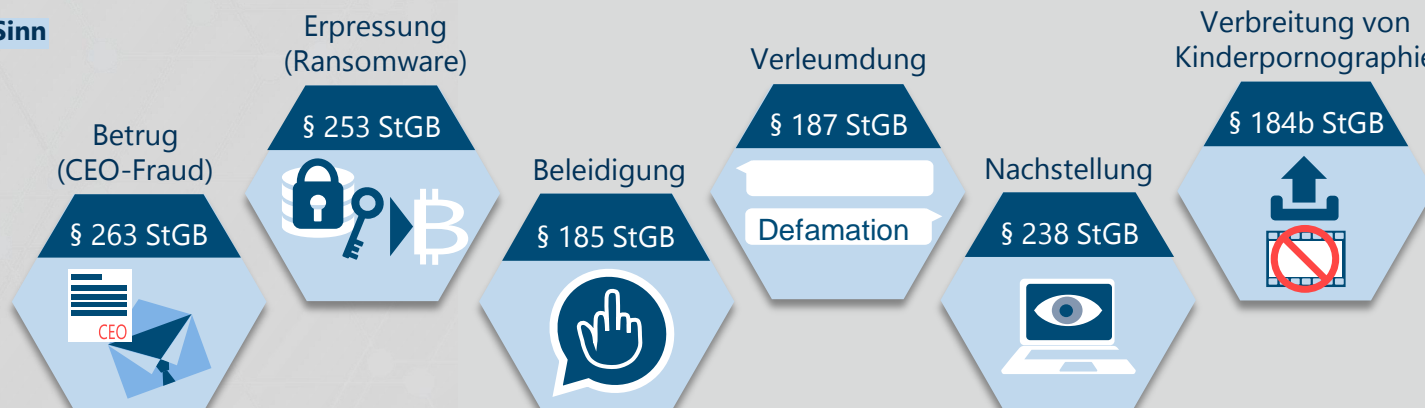 Sinn
Betrug
(CEO-Fraud)
§ 263 StGB
CEO
Erpressung
(Ransomware)
§ 253 StGB
Beleidigung
§ 185 StGB
Verleumdung
§ 187 StGB
Defamation
Nachstellung
§ 238 StGB
Verbreitung von
Kinderpornographie
§ 184b StGB